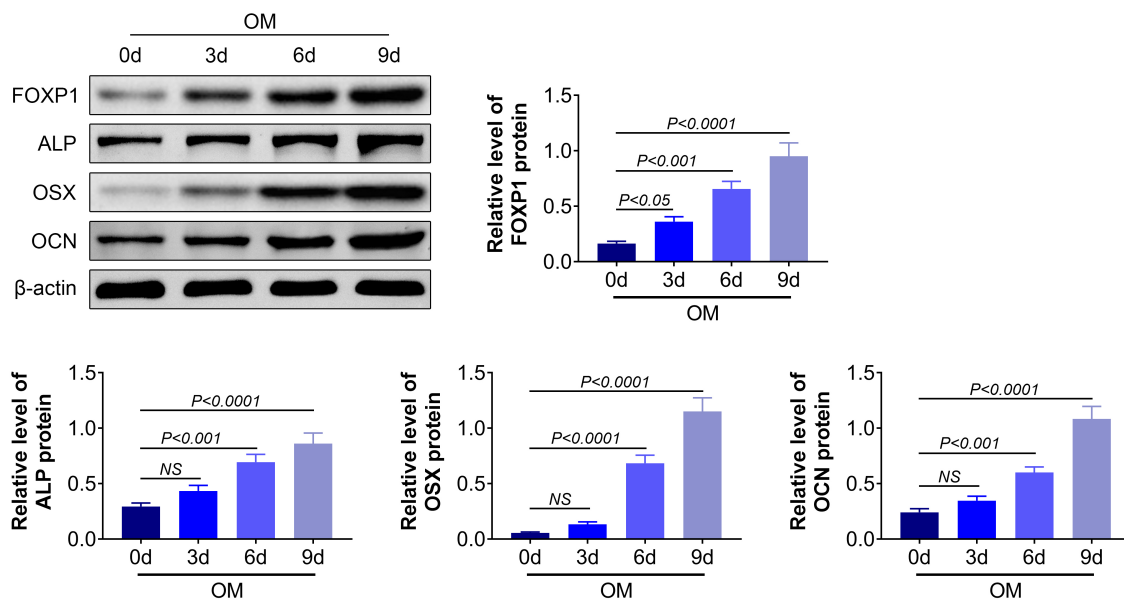 OM
0d 3d 6d 9d
FOXP1
ALP
OSX
OCN
β-actin
Relative level of
FOXP1 protein
1.5
1.0
0.5
0.0
P<0.0001
P<0.001
P<0.05
0d 3d 6d 9d
OM
Relative level of
ALP protein
1.5
1.0
0.5
0.0
P<0.0001
P<0.001
NS
0d 3d 6d 9d
OM
Relative level of
OSX protein
1.5
1.0
0.5
0.0
P<0.0001
P<0.0001
NS
0d 3d 6d 9d
OM
Relative level of
OCN protein
1.5
1.0
0.5
0.0
P<0.0001
P<0.001
NS
0d 3d 6d 9d
OM